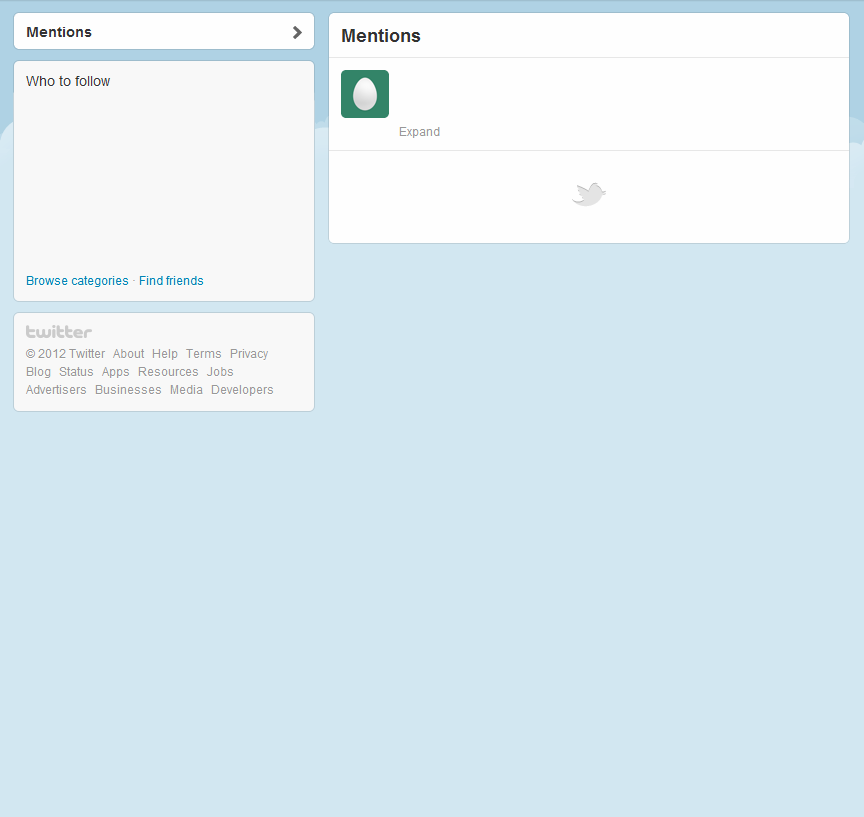 Mentions
Who to follow
Browse categories · Find friends
twitter
© 2012 Twitter About Help Terms Privacy
Blog Status Apps Resources Jobs
Advertisers Businesses Media Developers
Mentions
Expand